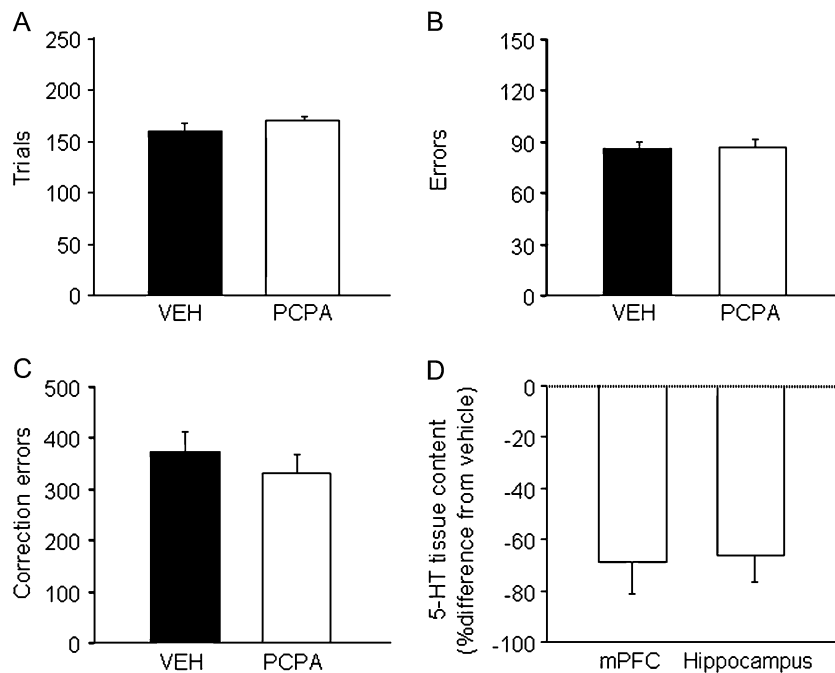 A
250
200
150
100
50
0
Trials
VEH PCPA
B
150
120
90
60
30
0
Errors
VEH PCPA
C
500
400
300
200
100
0
Correction errors
VEH PCPA
D
0
-20
-40
-60
-80
-100
5-HT tissue content
(%difference from vehicle)
mPFC Hippocampus